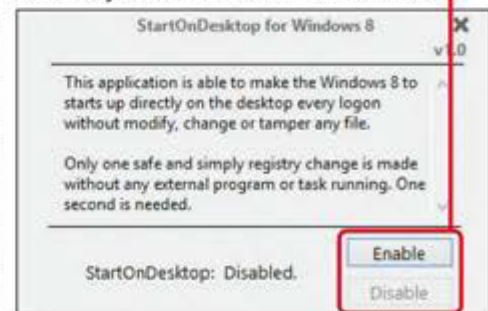 StartOnDesktop for Windows 8
v1.0
This application is able to make the Windows 8 to
starts up directly on the desktop every logon
without modify, change or tamper any file.
Only one safe and simply registry change is made
without any external program or task running. One
second is needed.
Enable
StartOnDesktop: Disabled.
Disable